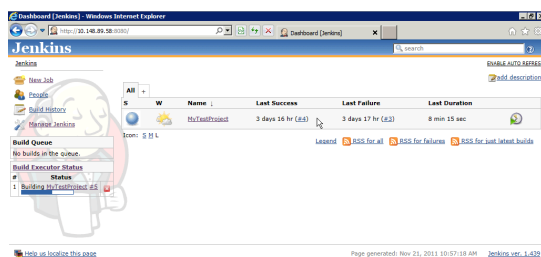 Dashboard [Jenkins] - Windows Internet Explorer
http://10.148.89.58:8080/
Dashboard [Jenkins]
Jenkins
search
Jenkins
ENABLE AUTO REFRES
New Job
add description
People
All +
S W Name ↓ Last Success Last Failure Last Duration
Build History
MyTestProject 3 days 16 hr (#4) 3 days 17 hr (#3) 8 min 15 sec
Manage Jenkins
Icon: S M L
Legend RSS for all RSS for failures RSS for just latest builds
Build Queue
No builds in the queue.
Build Executor Status
# Status
1 Building MyTestProject #5
Help us localize this page
Page generated: Nov 21, 2011 10:57:18 AM Jenkins ver. 1.439